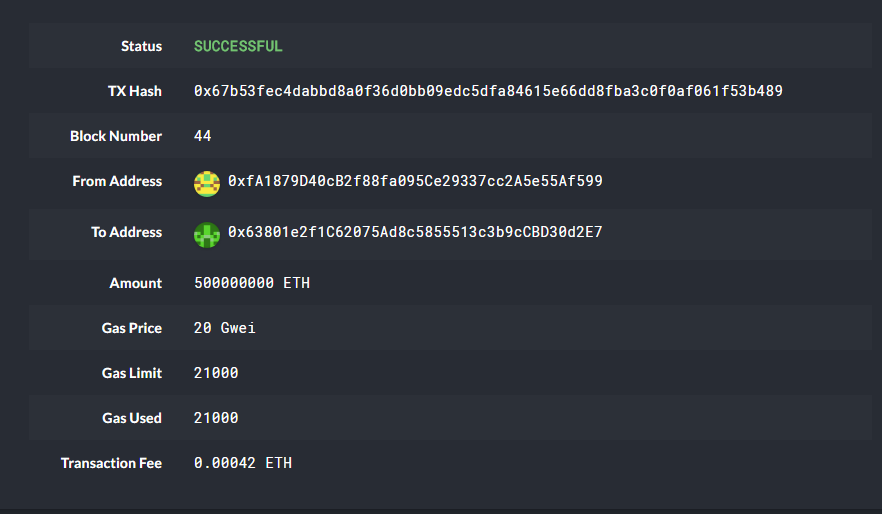 Status SUCCESSFUL
TX Hash 0x67b53fec4dabbd8a0f36d0bb09edc5dfa84615e66dd8fba3c0f0af061f53b489
Block Number 44
From Address 0xfA1879D40cB2f88fa095Ce29337cc2A5e55Af599
To Address 0x63801e2f1C62075Ad8c5855513c3b9cCBD30d2E7
Amount 500000000 ETH
Gas Price 20 Gwei
Gas Limit 21000
Gas Used 21000
Transaction Fee 0.00042 ETH